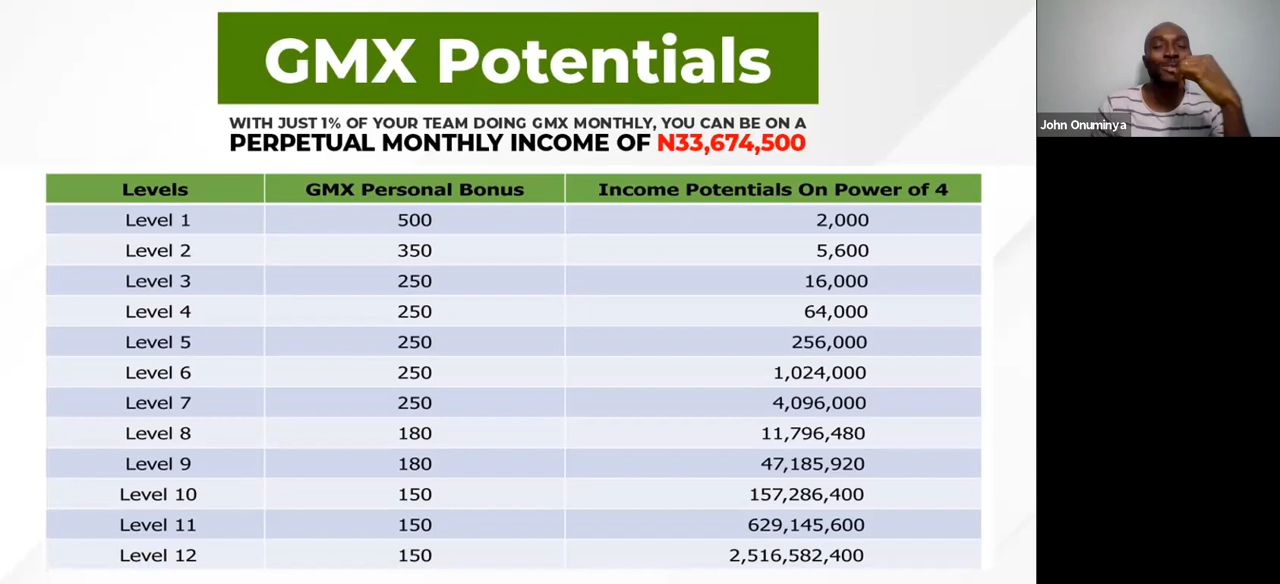 GMX Potentials
WITH JUST 1% OF YOUR TEAM DOING GMX MONTHLY, YOU CAN BE ON A
PERPETUAL MONTHLY INCOME OF N33,674,500
Levels GMX Personal Bonus Income Potentials On Power of 4
Level 1 500 2,000
Level 2 350 5,600
Level 3 250 16,000
Level 4 250 64,000
Level 5 250 256,000
Level 6 250 1,024,000
Level 7 250 4,096,000
Level 8 180 11,796,480
Level 9 180 47,185,920
Level 10 150 157,286,400
Level 11 150 629,145,600
Level 12 150 2,516,582,400
John Onuminya